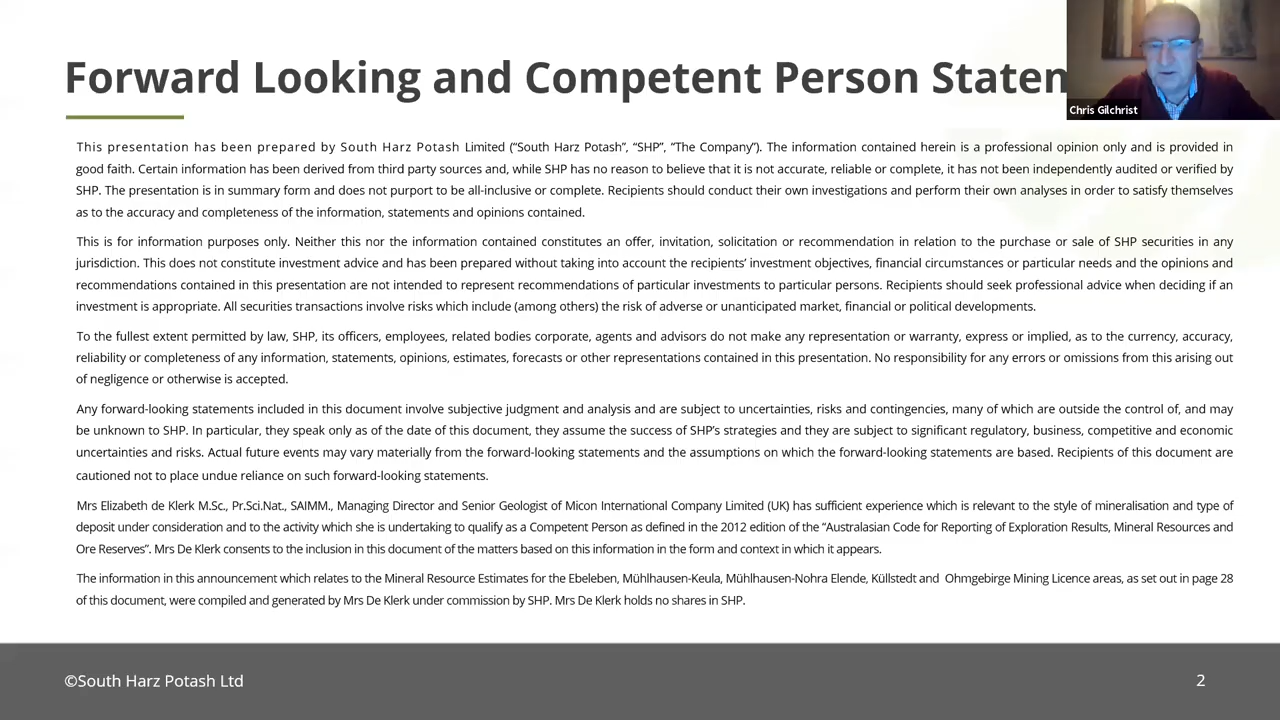 Forward Looking and Competent Person Statem
Chris Gilchrist
This presentation has been prepared by South Harz Potash Limited (“South Harz Potash”, “SHP”, “The Company”). The information contained herein is a professional opinion only and is provided in
good faith. Certain information has been derived from third party sources and, while SHP has no reason to believe that it is not accurate, reliable or complete, it has not been independently audited or verified by
SHP. The presentation is in summary form and does not purport to be all-inclusive or complete. Recipients should conduct their own investigations and perform their own analyses in order to satisfy themselves
as to the accuracy and completeness of the information, statements and opinions contained.
This is for information purposes only. Neither this nor the information contained constitutes an offer, invitation, solicitation or recommendation in relation to the purchase or sale of SHP securities in any
jurisdiction. This does not constitute investment advice and has been prepared without taking into account the recipients’ investment objectives, financial circumstances or particular needs and the opinions and
recommendations contained in this presentation are not intended to represent recommendations of particular investments to particular persons. Recipients should seek professional advice when deciding if an
investment is appropriate. All securities transactions involve risks which include (among others) the risk of adverse or unanticipated market, financial or political developments.
To the fullest extent permitted by law, SHP, its officers, employees, related bodies corporate, agents and advisors do not make any representation or warranty, express or implied, as to the currency, accuracy,
reliability or completeness of any information, statements, opinions, estimates, forecasts or other representations contained in this presentation. No responsibility for any errors or omissions from this arising out
of negligence or otherwise is accepted.
Any forward-looking statements included in this document involve subjective judgment and analysis and are subject to uncertainties, risks and contingencies, many of which are outside the control of, and may
be unknown to SHP. In particular, they speak only as of the date of this document, they assume the success of SHP’s strategies and they are subject to significant regulatory, business, competitive and economic
uncertainties and risks. Actual future events may vary materially from the forward-looking statements and the assumptions on which the forward-looking statements are based. Recipients of this document are
cautioned not to place undue reliance on such forward-looking statements.
Mrs Elizabeth de Klerk M.Sc., Pr.Sci.Nat., SAIMM., Managing Director and Senior Geologist of Micon International Company Limited (UK) has sufficient experience which is relevant to the style of mineralisation and type of
deposit under consideration and to the activity which she is undertaking to qualify as a Competent Person as defined in the 2012 edition of the “Australasian Code for Reporting of Exploration Results, Mineral Resources and
Ore Reserves”. Mrs De Klerk consents to the inclusion in this document of the matters based on this information in the form and context in which it appears.
The information in this announcement which relates to the Mineral Resource Estimates for the Ebeleben, Mühlhausen-Keula, Mühlhausen-Nohra Elende, Küllstedt and Ohmgebirge Mining Licence areas, as set out in page 28
of this document, were compiled and generated by Mrs De Klerk under commission by SHP. Mrs De Klerk holds no shares in SHP.
©South Harz Potash Ltd
2